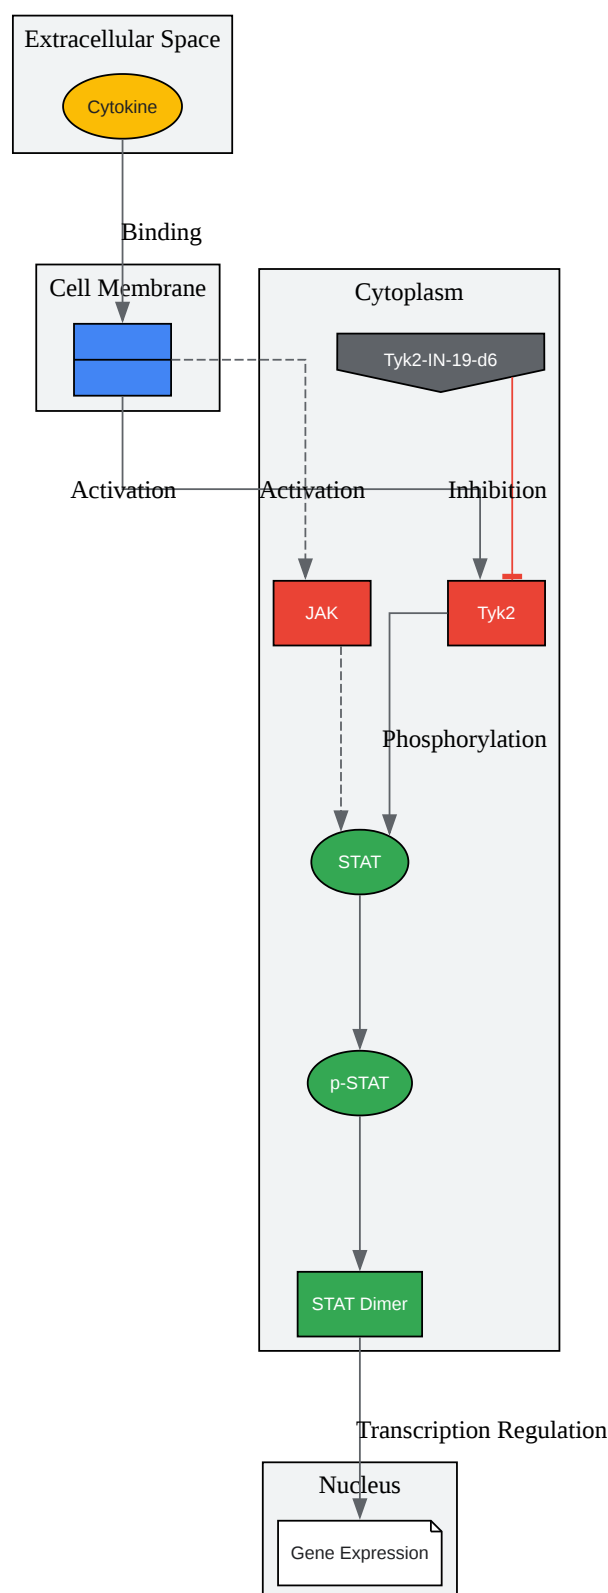 Extracellular Space
Cytokine
Binding
Cell Membrane
Cytoplasm
Tyk2-IN-19-d6
Activation
Activation
Inhibition
JAK
Tyk2
Phosphorylation
STAT
p-STAT
STAT Dimer
Transcription Regulation
Nucleus
Gene Expression